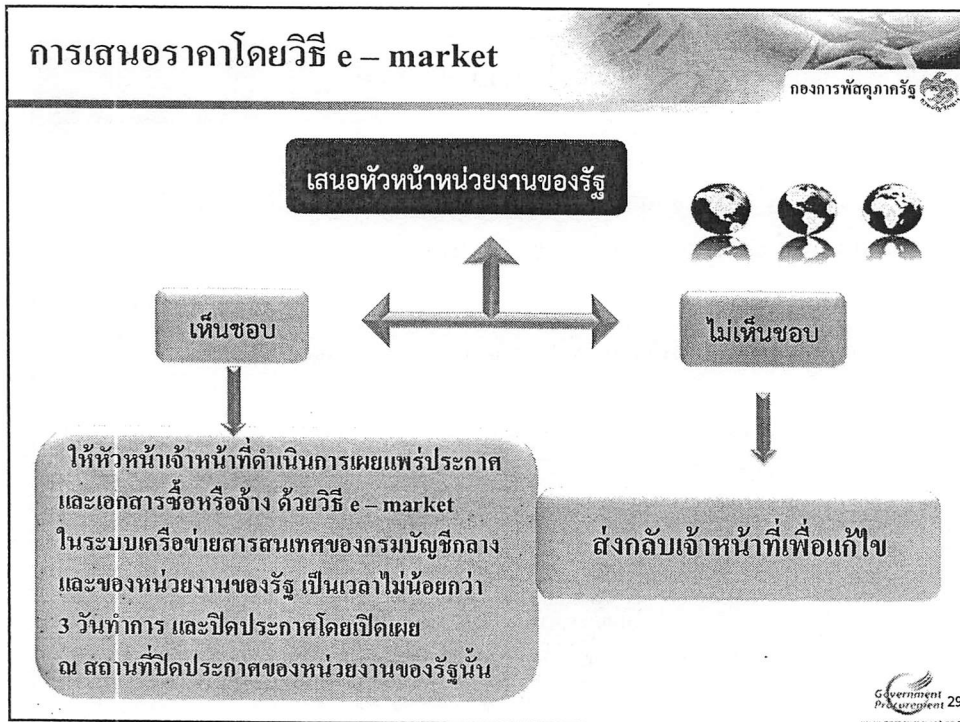 การเสนอราคาโดยวิธี e – market
กองการพัสดุภาครัฐ
เสนอหัวหน้าหน่วยงานของรัฐ
เห็นชอบ
ไม่เห็นชอบ
ให้หัวหน้าเจ้าหน้าที่ดำเนินการเผยแพร่ประกาศ
และเอกสารซื้อหรือจ้าง ด้วยวิธี e – market
ในระบบเครือข่ายสารสนเทศของกรมบัญชีกลาง
และของหน่วยงานของรัฐ เป็นเวลาไม่น้อยกว่า
3 วันทำการ และปิดประกาศโดยเปิดเผย
ณ สถานที่ปิดประกาศของหน่วยงานของรัฐนั้น
ส่งกลับเจ้าหน้าที่เพื่อแก้ไข
Government
Procurement 29